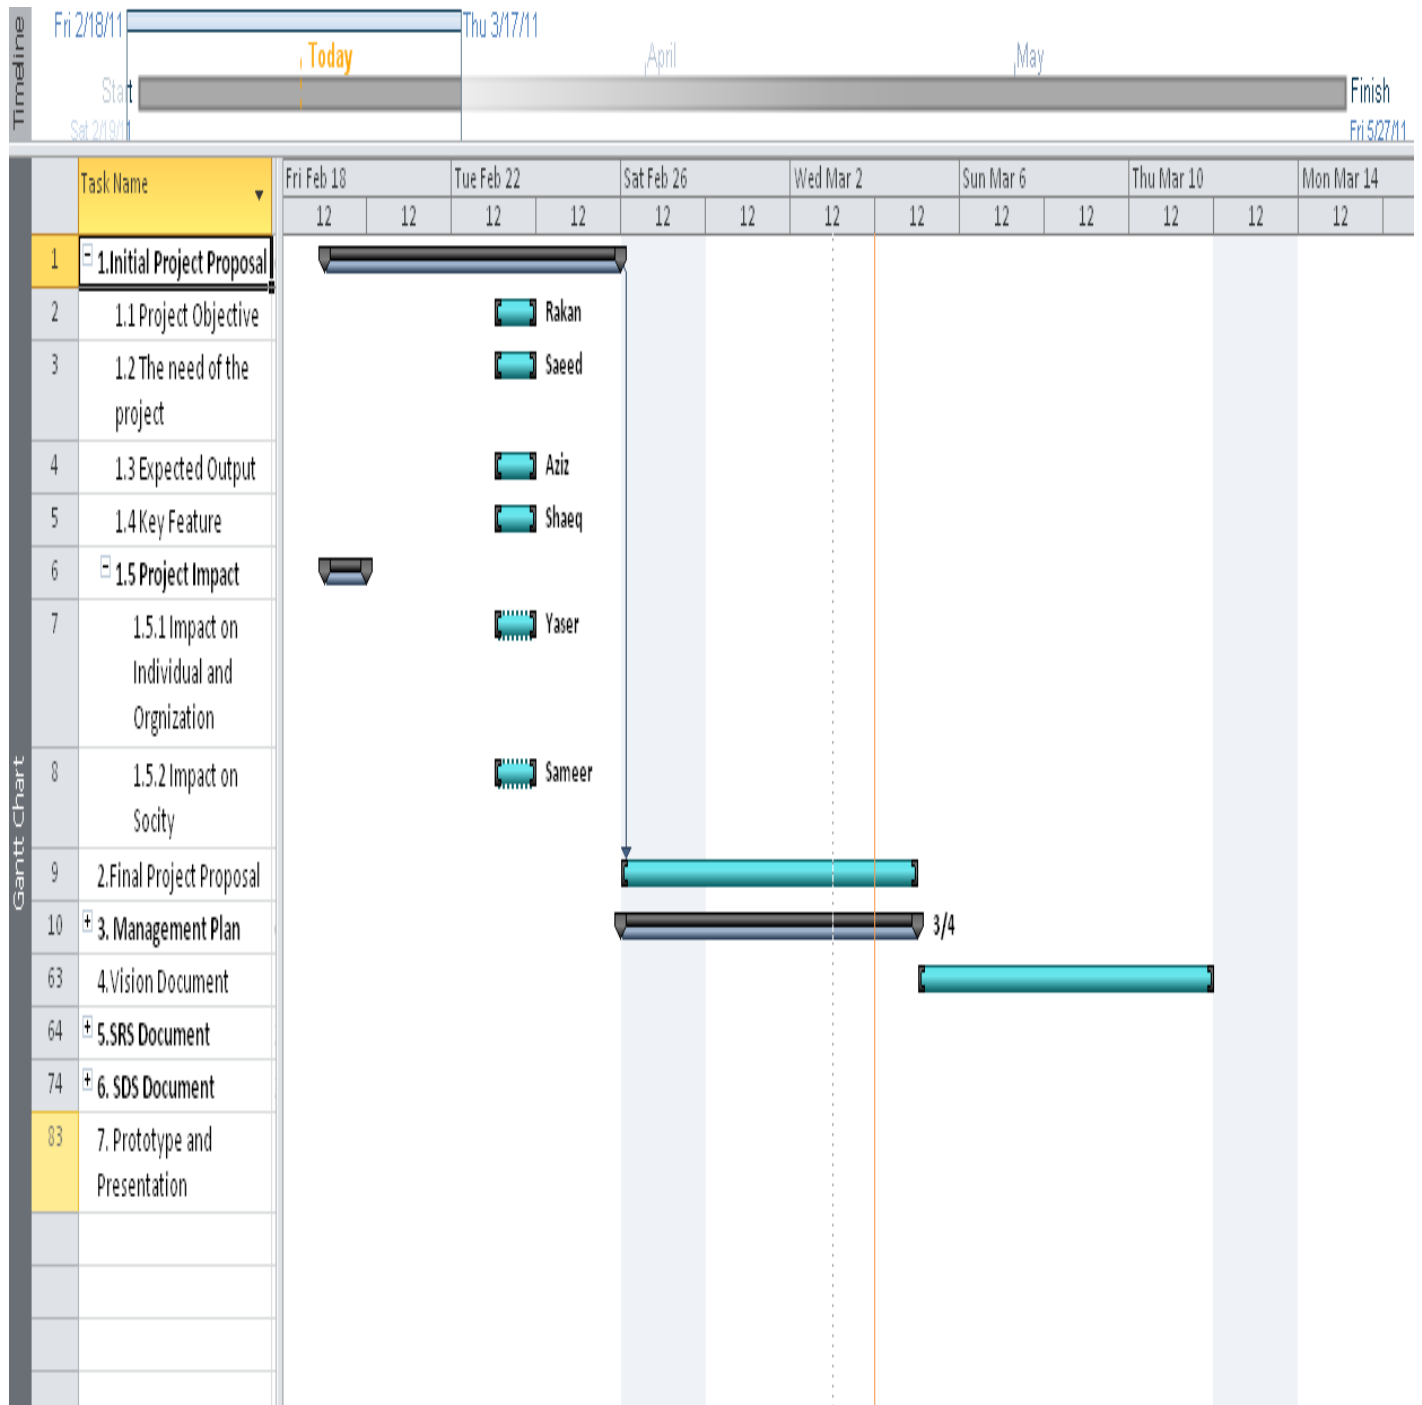 Timeline
Fri 2/18/11
Thu 3/17/11
Today
April
May
Start
Finish
Sat 2/19/11
Fri 5/27/11
Gantt Chart
Task Name
Fri Feb 18
Tue Feb 22
Sat Feb 26
Wed Mar 2
Sun Mar 6
Thu Mar 10
Mon Mar 14
12 12 12 12 12 12 12 12 12 12 12 12 12
1 1.Initial Project Proposal
2 1.1 Project Objective Rakan
3 1.2 The need of the Saeed
project
4 1.3 Expected Output Aziz
5 1.4 Key Feature Shaeq
6 1.5 Project Impact
7 1.5.1 Impact on Yaser
Individual and
Orgnization
8 1.5.2 Impact on Sameer
Socity
9 2.Final Project Proposal
10 3. Management Plan 3/4
63 4.Vision Document
64 5.SRS Document
74 6. SDS Document
83 7. Prototype and
Presentation